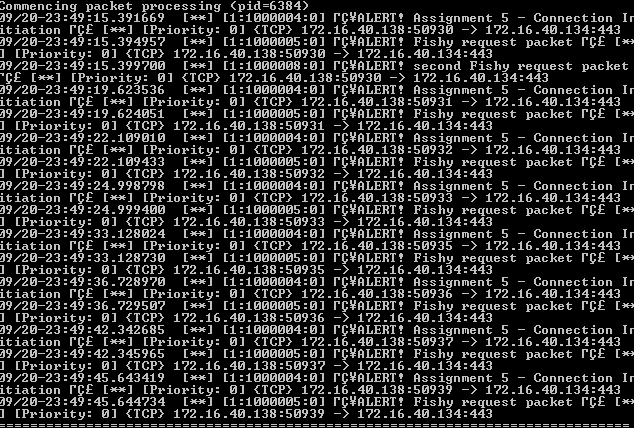 Commencing packet processing (pid=6384)
09/20-23:49:15.391669  [**] [1:1000004:0] ΓÇ¥ALERT! Assignment 5 - Connection In
itiation ΓÇ£ [**] [Priority: 0] {TCP} 172.16.40.138:50930 -> 172.16.40.134:443
09/20-23:49:15.394957  [**] [1:1000005:0] ΓÇ¥ALERT! Fishy request packet ΓÇ£ [**
] [Priority: 0] {TCP} 172.16.40.138:50930 -> 172.16.40.134:443
09/20-23:49:15.399700  [**] [1:1000008:0] ΓÇ¥ALERT! second Fishy request packet
ΓÇ£ [**] [Priority: 0] {TCP} 172.16.40.138:50930 -> 172.16.40.134:443
09/20-23:49:19.623536  [**] [1:1000004:0] ΓÇ¥ALERT! Assignment 5 - Connection In
itiation ΓÇ£ [**] [Priority: 0] {TCP} 172.16.40.138:50931 -> 172.16.40.134:443
09/20-23:49:19.624051  [**] [1:1000005:0] ΓÇ¥ALERT! Fishy request packet ΓÇ£ [**
] [Priority: 0] {TCP} 172.16.40.138:50931 -> 172.16.40.134:443
09/20-23:49:22.109010  [**] [1:1000004:0] ΓÇ¥ALERT! Assignment 5 - Connection In
itiation ΓÇ£ [**] [Priority: 0] {TCP} 172.16.40.138:50932 -> 172.16.40.134:443
09/20-23:49:22.109433  [**] [1:1000005:0] ΓÇ¥ALERT! Fishy request packet ΓÇ£ [**
] [Priority: 0] {TCP} 172.16.40.138:50932 -> 172.16.40.134:443
09/20-23:49:24.998798  [**] [1:1000004:0] ΓÇ¥ALERT! Assignment 5 - Connection In
itiation ΓÇ£ [**] [Priority: 0] {TCP} 172.16.40.138:50933 -> 172.16.40.134:443
09/20-23:49:24.999400  [**] [1:1000005:0] ΓÇ¥ALERT! Fishy request packet ΓÇ£ [**
] [Priority: 0] {TCP} 172.16.40.138:50933 -> 172.16.40.134:443
09/20-23:49:33.128024  [**] [1:1000004:0] ΓÇ¥ALERT! Assignment 5 - Connection In
itiation ΓÇ£ [**] [Priority: 0] {TCP} 172.16.40.138:50935 -> 172.16.40.134:443
09/20-23:49:33.128730  [**] [1:1000005:0] ΓÇ¥ALERT! Fishy request packet ΓÇ£ [**
] [Priority: 0] {TCP} 172.16.40.138:50935 -> 172.16.40.134:443
09/20-23:49:36.728970  [**] [1:1000004:0] ΓÇ¥ALERT! Assignment 5 - Connection In
itiation ΓÇ£ [**] [Priority: 0] {TCP} 172.16.40.138:50936 -> 172.16.40.134:443
09/20-23:49:36.729507  [**] [1:1000005:0] ΓÇ¥ALERT! Fishy request packet ΓÇ£ [**
] [Priority: 0] {TCP} 172.16.40.138:50936 -> 172.16.40.134:443
09/20-23:49:42.342685  [**] [1:1000004:0] ΓÇ¥ALERT! Assignment 5 - Connection In
itiation ΓÇ£ [**] [Priority: 0] {TCP} 172.16.40.138:50937 -> 172.16.40.134:443
09/20-23:49:42.345965  [**] [1:1000005:0] ΓÇ¥ALERT! Fishy request packet ΓÇ£ [**
] [Priority: 0] {TCP} 172.16.40.138:50937 -> 172.16.40.134:443
09/20-23:49:45.643419  [**] [1:1000004:0] ΓÇ¥ALERT! Assignment 5 - Connection In
itiation ΓÇ£ [**] [Priority: 0] {TCP} 172.16.40.138:50939 -> 172.16.40.134:443
09/20-23:49:45.644734  [**] [1:1000005:0] ΓÇ¥ALERT! Fishy request packet ΓÇ£ [**
] [Priority: 0] {TCP} 172.16.40.138:50939 -> 172.16.40.134:443
===============================================================================